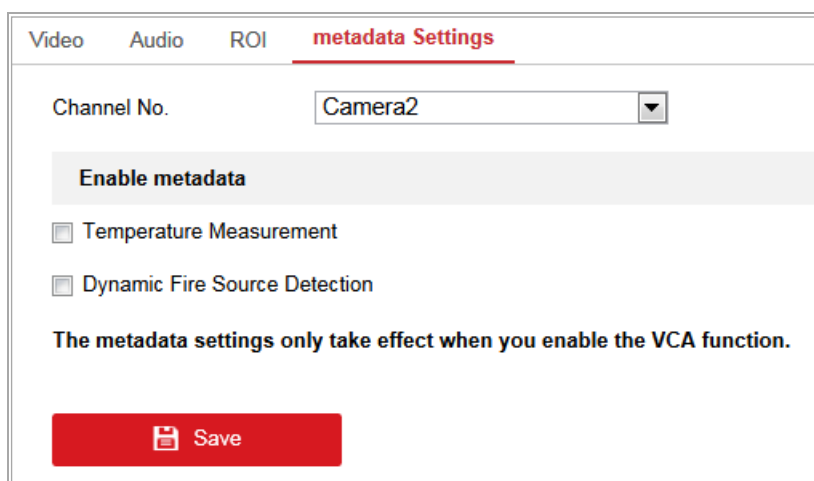 Video Audio ROI metadata Settings
Channel No. Camera2
Enable metadata
Temperature Measurement
Dynamic Fire Source Detection
The metadata settings only take effect when you enable the VCA function.
Save